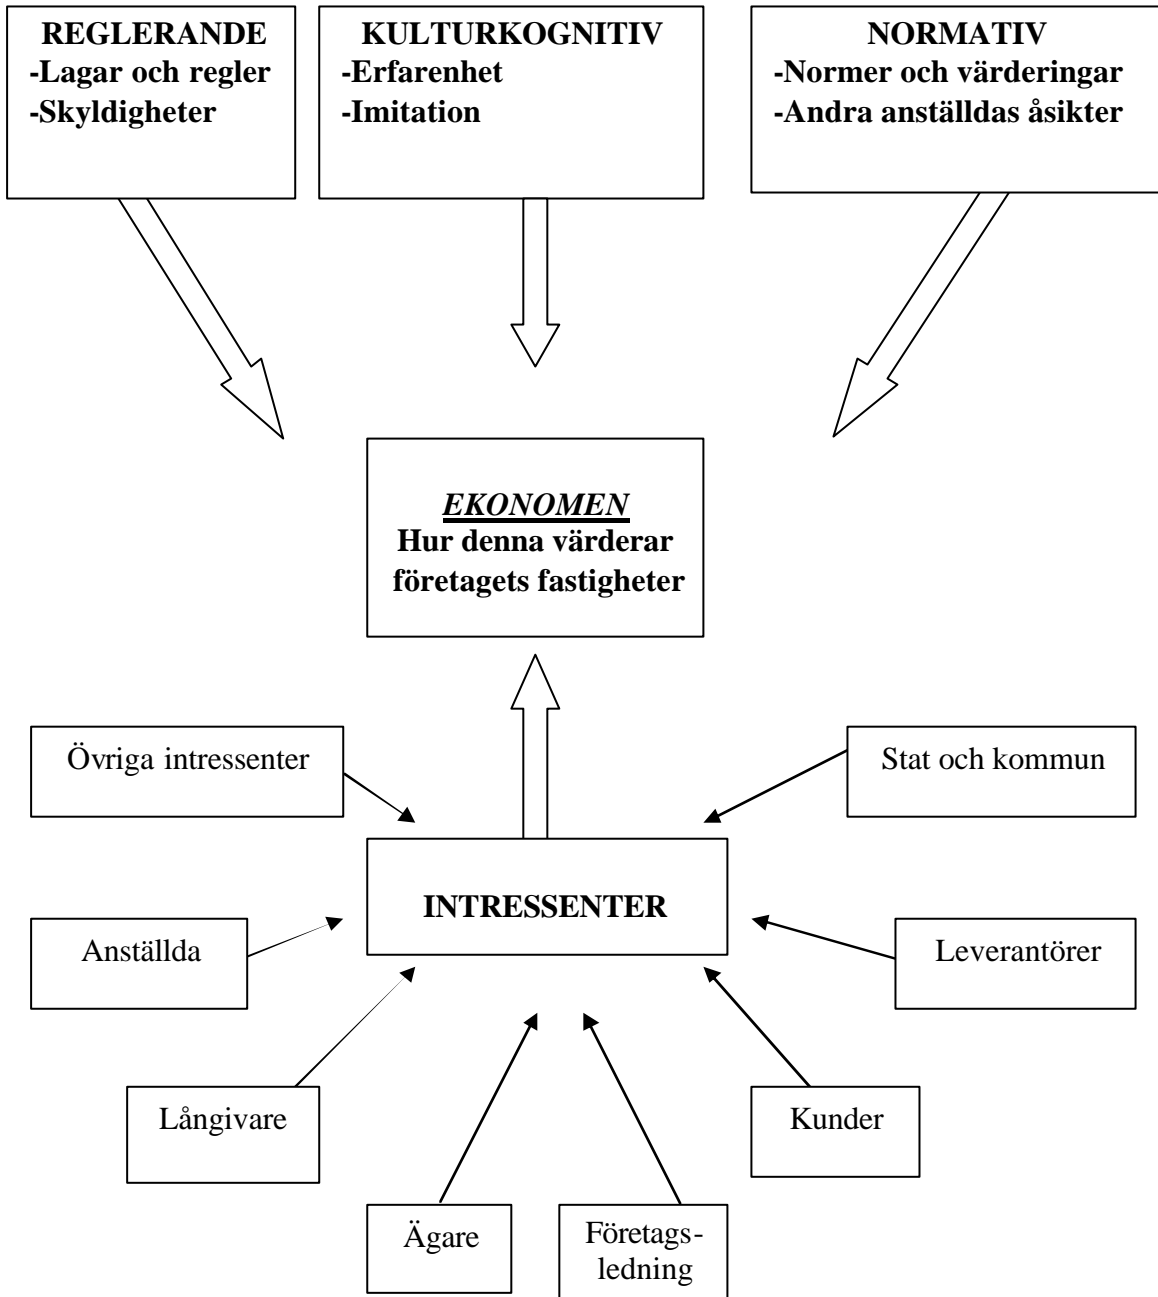 REGLERANDE
-Lagar och regler
-Skyldigheter
KULTURKOGNITIV
-Erfarenhet
-Imitation
NORMATIV
-Normer och värderingar
-Andra anställdas åsikter
EKONOMEN
Hur denna värderar
företagets fastigheter
Övriga intressenter
Stat och kommun
INTRESSENTER
Anställda
Leverantörer
Långivare
Kunder
Ägare
Företags-
ledning